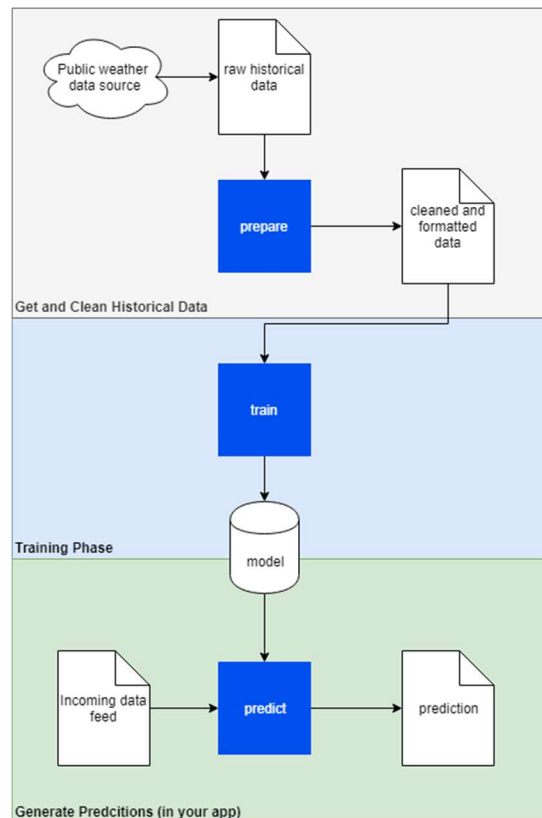 Public weather
data source
raw historical
data
prepare
cleaned and
formatted
data
Get and Clean Historical Data
train
Training Phase
model
Incoming data
feed
predict
prediction
Generate Predcitions (in your app)